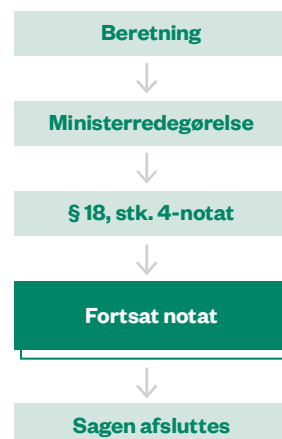 Beretning
Ministerredegørelse
§ 18, stk. 4-notat
Fortsat notat
Sagen afsluttes